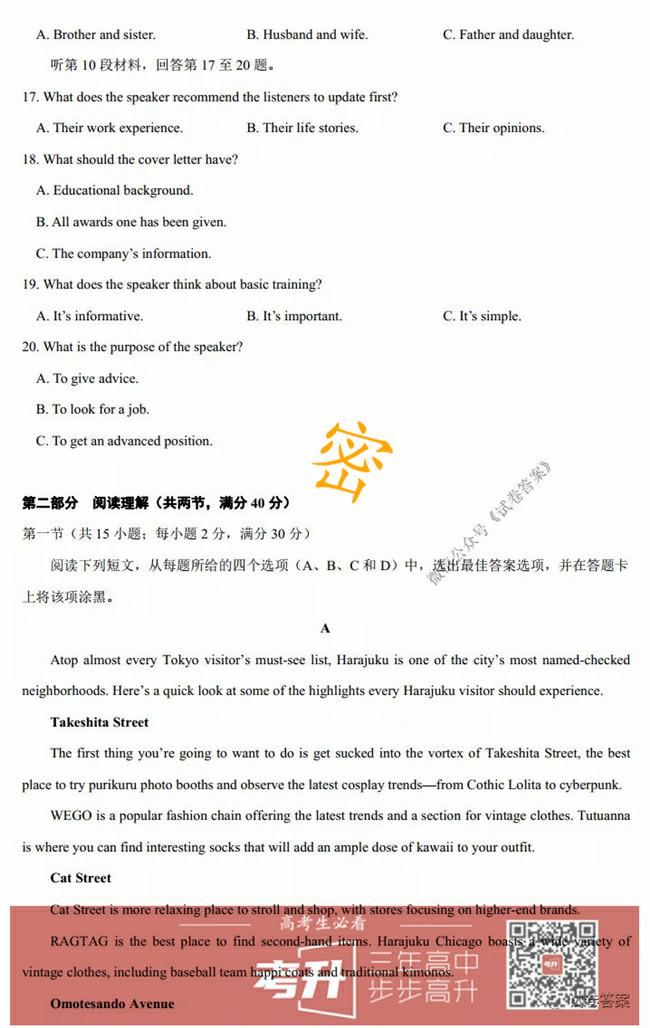 A. Brother and sister. B. Husband and wife. C. Father and daughter.
听第 10 段材料，回答第 17 至 20 题。
17. What does the speaker recommend the listeners to update first?
A. Their work experience. B. Their life stories. C. Their opinions.
18. What should the cover letter have?
A. Educational background.
B. All awards one has been given.
C. The company's information.
19. What does the speaker think about basic training?
A. It's informative. B. It's important. C. It's simple.
20. What is the purpose of the speaker?
A. To give advice.
B. To look for a job.
C. To get an advanced position.
密
微信公众号《试卷答案》
第二部分 阅读理解（共两节，满分 40 分）
第一节（共 15 小题；每小题 2 分，满分 30 分）
阅读下列短文，从每题所给的四个选项（A、B、C 和 D）中，选出最佳答案选项，并在答题卡
上将该项涂黑。
A
Atop almost every Tokyo visitor's must-see list, Harajuku is one of the city's most named-checked
neighborhoods. Here's a quick look at some of the highlights every Harajuku visitor should experience.
Takeshita Street
The first thing you're going to want to do is get sucked into the vortex of Takeshita Street, the best
place to try purikuru photo booths and observe the latest cosplay trends—from Cothic Lolita to cyberpunk.
WEGO is a popular fashion chain offering the latest trends and a section for vintage clothes. Tutuanna
is where you can find interesting socks that will add an ample dose of kawaii to your outfit.
Cat Street
Cat Street is more relaxing place to stroll and shop, with stores focusing on higher-end brands.
高考生必看
RAGTAG is the best place to find second-hand items. Harajuku Chicago boasts a wide variety of
vintage clothes, including baseball team happi coats and traditional kimonos.
考升
三年高中
步步高升
考升
试卷答案
Omotesando Avenue